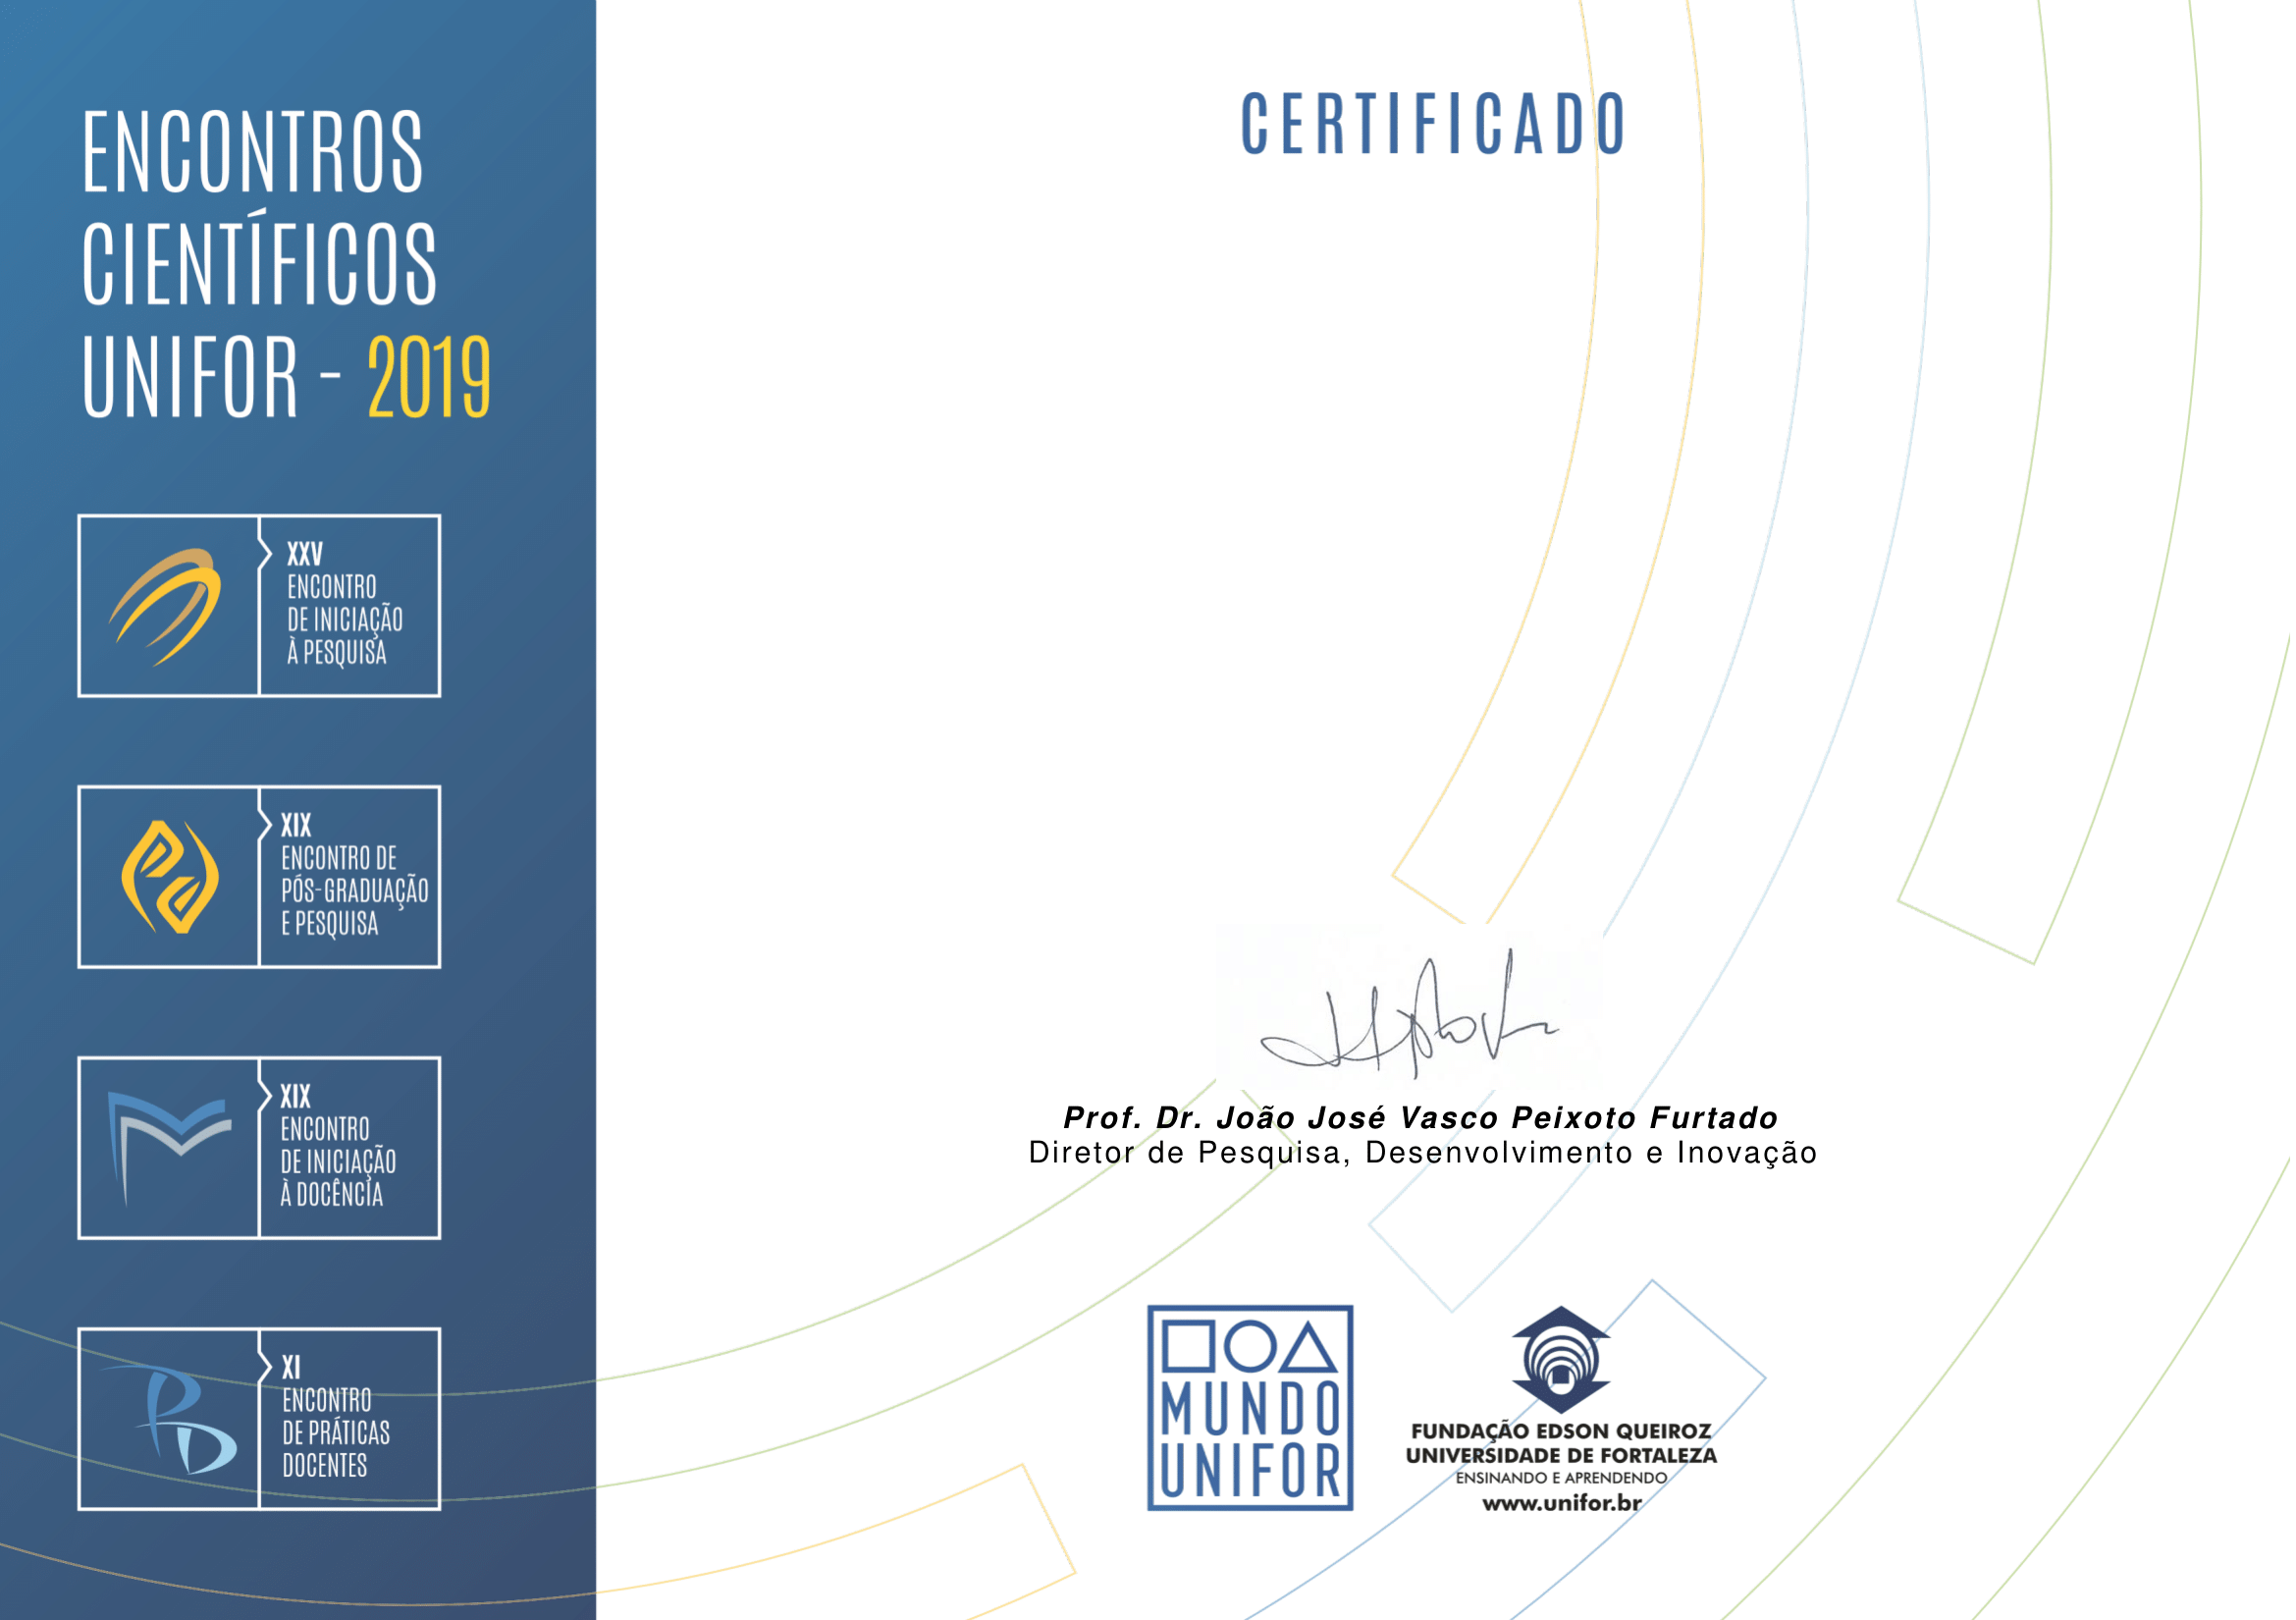 ENCONTROS
CIENTÍFICOS
UNIFOR - 2019
XXV
ENCONTRO
DE INICIAÇÃO
À PESQUISA
XIX
ENCONTRO DE
PÓS-GRADUAÇÃO
E PESQUISA
XIX
ENCONTRO
DE INICIAÇÃO
À DOCÊNCIA
XI
ENCONTRO
DE PRÁTICAS
DOCENTES
CERTIFICADO
Prof. Dr. João José Vasco Peixoto Furtado
Diretor de Pesquisa, Desenvolvimento e Inovação
MUNDO
UNIFOR
FUNDAÇÃO EDSON QUEIROZ
UNIVERSIDADE DE FORTALEZA
ENSINANDO E APRENDENDO
www.unifor.br